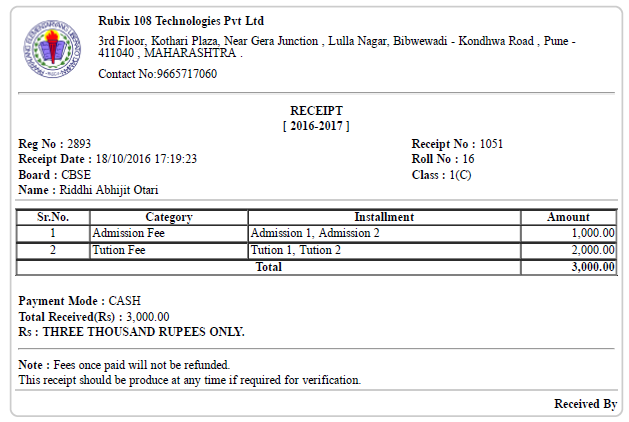 Rubix 108 Technologies Pvt Ltd
3rd Floor, Kothari Plaza, Near Gera Junction , Lulla Nagar, Bibwewadi - Kondhwa Road , Pune -
411040 , MAHARASHTRA .
Contact No:9665717060
RECEIPT
[ 2016-2017 ]
Reg No : 2893 Receipt No : 1051
Receipt Date : 18/10/2016 17:19:23 Roll No : 16
Board : CBSE Class : 1(C)
Name : Riddhi Abhijit Otari
Sr.No. Category Installment Amount
1 Admission Fee Admission 1, Admission 2 1,000.00
2 Tution Fee Tution 1, Tution 2 2,000.00
Total 3,000.00
Payment Mode : CASH
Total Received(Rs) : 3,000.00
Rs : THREE THOUSAND RUPEES ONLY.
Note : Fees once paid will not be refunded.
This receipt should be produce at any time if required for verification.
Received By